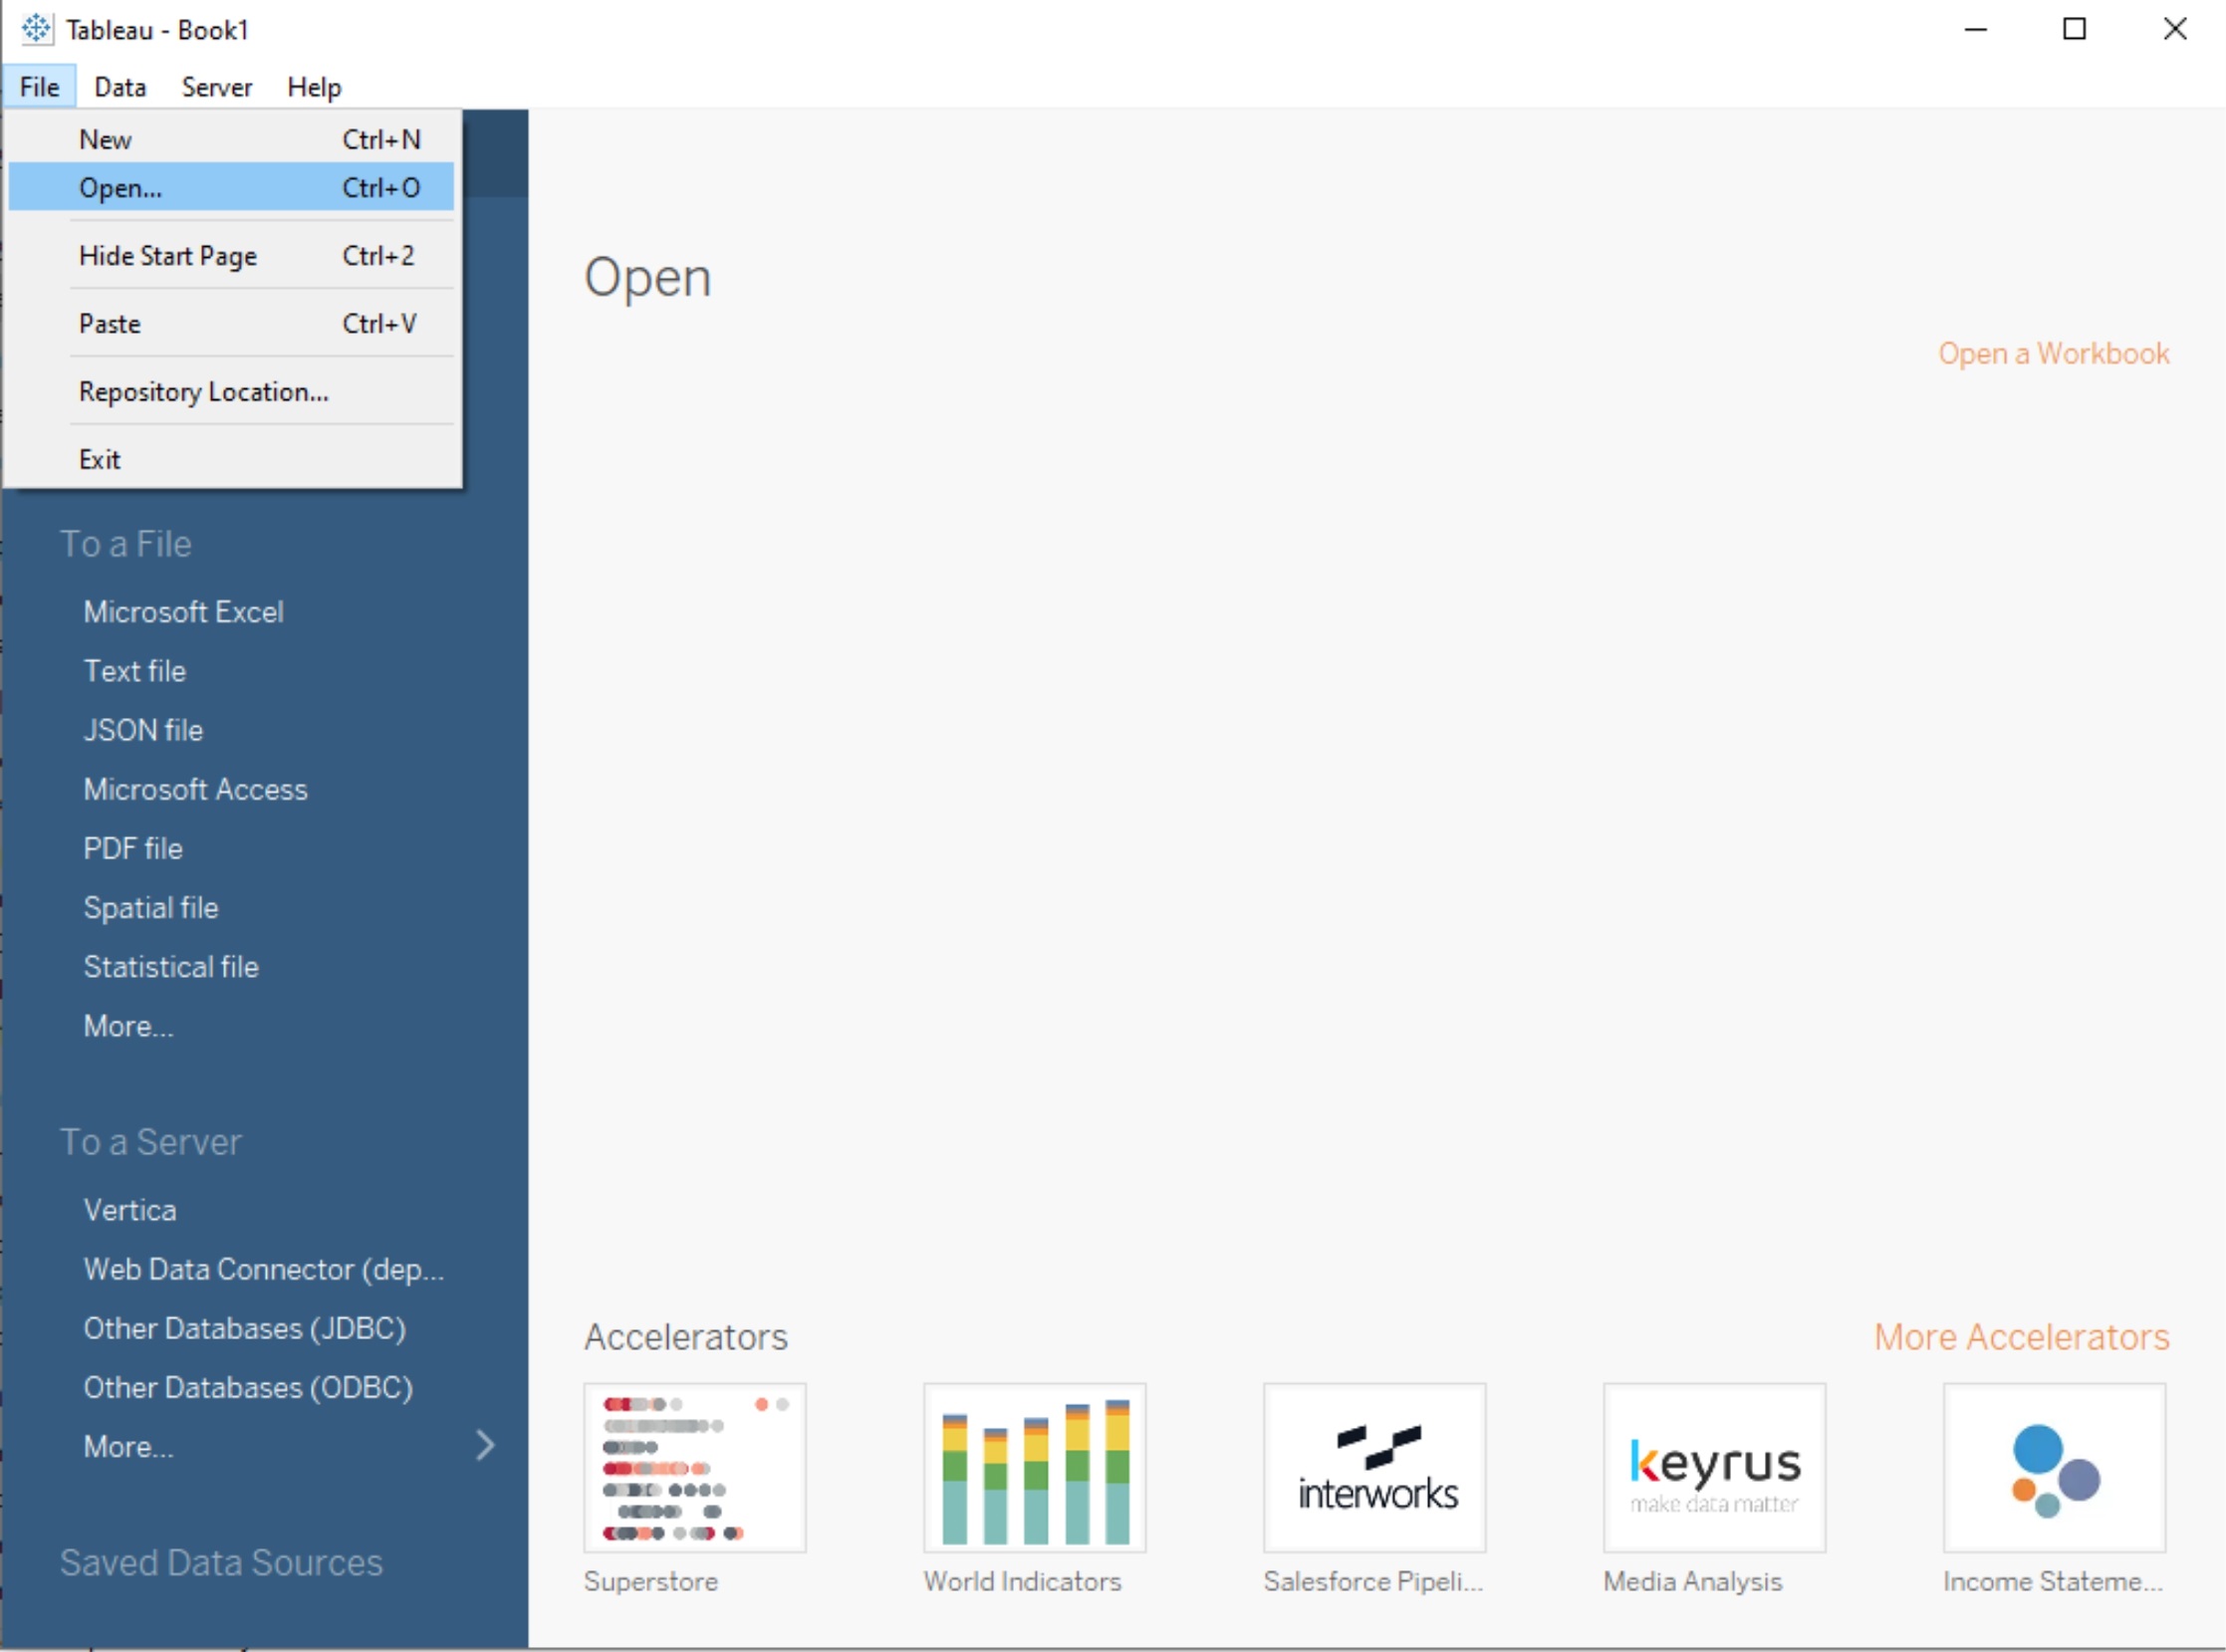 Tableau - Book1
File Data Server Help
New Ctrl+N
Open... Ctrl+O
Hide Start Page Ctrl+2
Paste Ctrl+V
Repository Location...
Exit
To a File
Microsoft Excel
Text file
JSON file
Microsoft Access
PDF file
Spatial file
Statistical file
More...
To a Server
Vertica
Web Data Connector (dep...
Other Databases (JDBC)
Other Databases (ODBC)
More...
Saved Data Sources
Open
Open a Workbook
Accelerators
More Accelerators
interworks
keyrus
make data matter
Superstore
World Indicators
Salesforce Pipeli...
Media Analysis
Income Stateme...